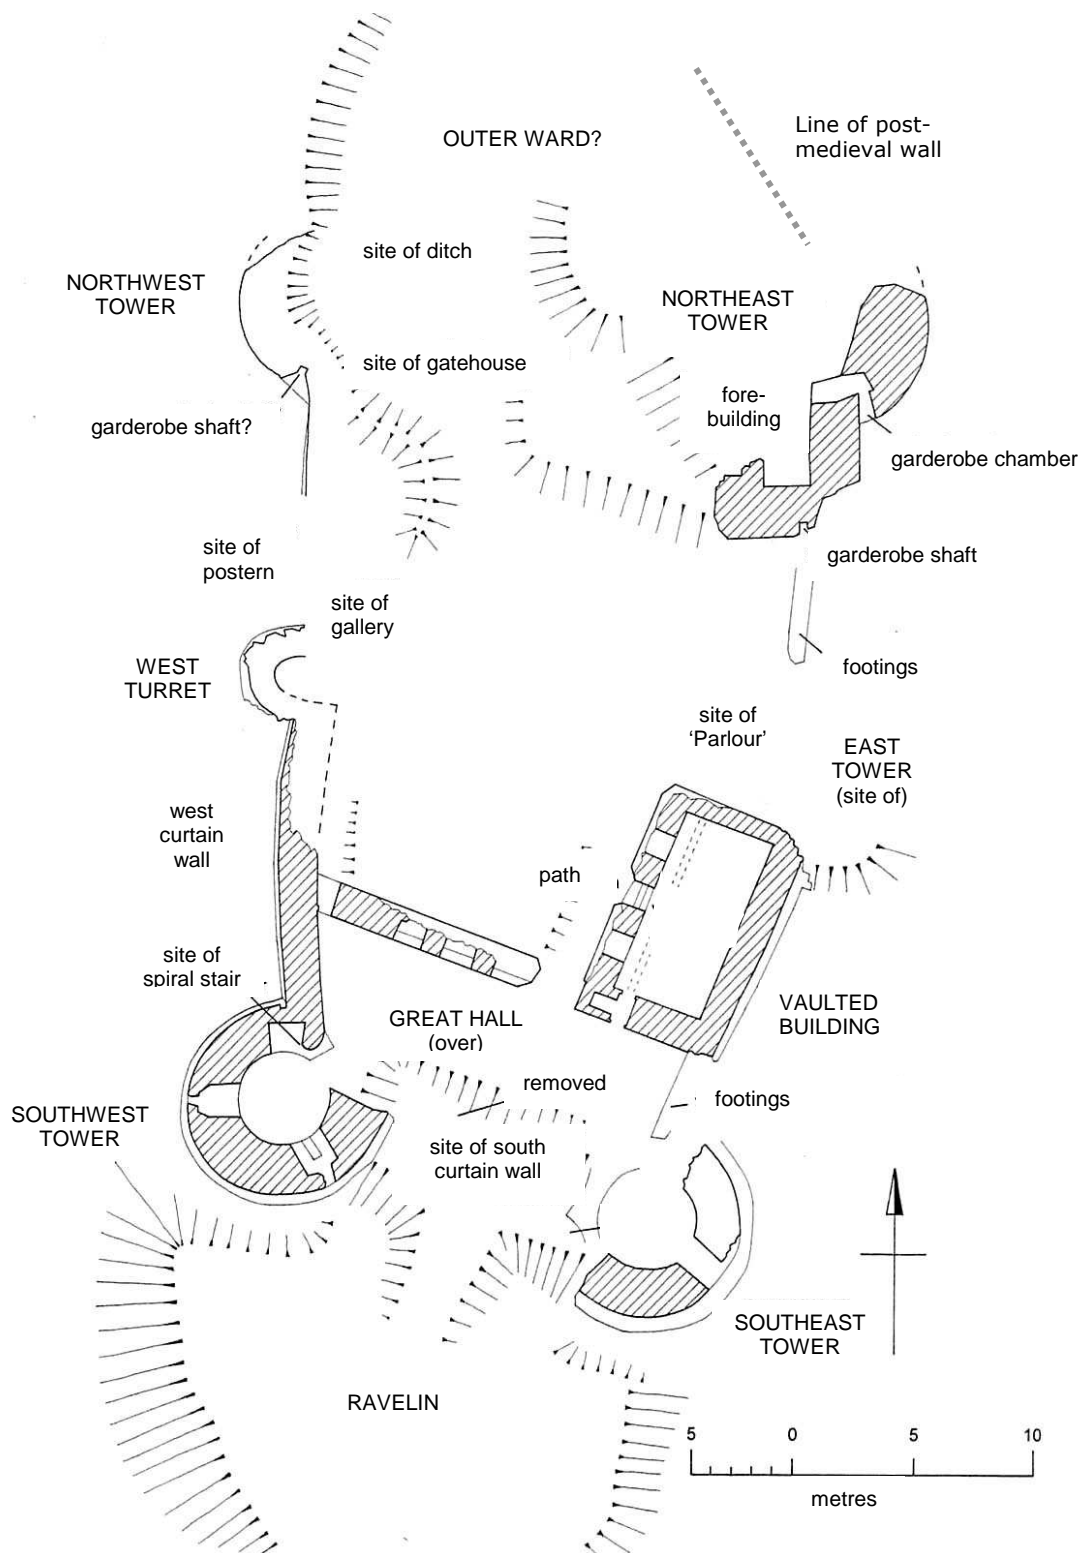 OUTER WARD?
Line of post-
medieval wall
site of ditch
NORTHWEST
TOWER
NORTHEAST
TOWER
site of gatehouse
fore-
building
garderobe shaft?
garderobe chamber
site of
postern
garderobe shaft
site of
gallery
WEST
TURRET
footings
site of
‘Parlour’
EAST
TOWER
(site of)
west
curtain
wall
path
site of
spiral stair
GREAT HALL
(over)
VAULTED
BUILDING
removed
footings
SOUTHWEST
TOWER
site of south
curtain wall
SOUTHEAST
TOWER
RAVELIN
5 0 5 10
metres